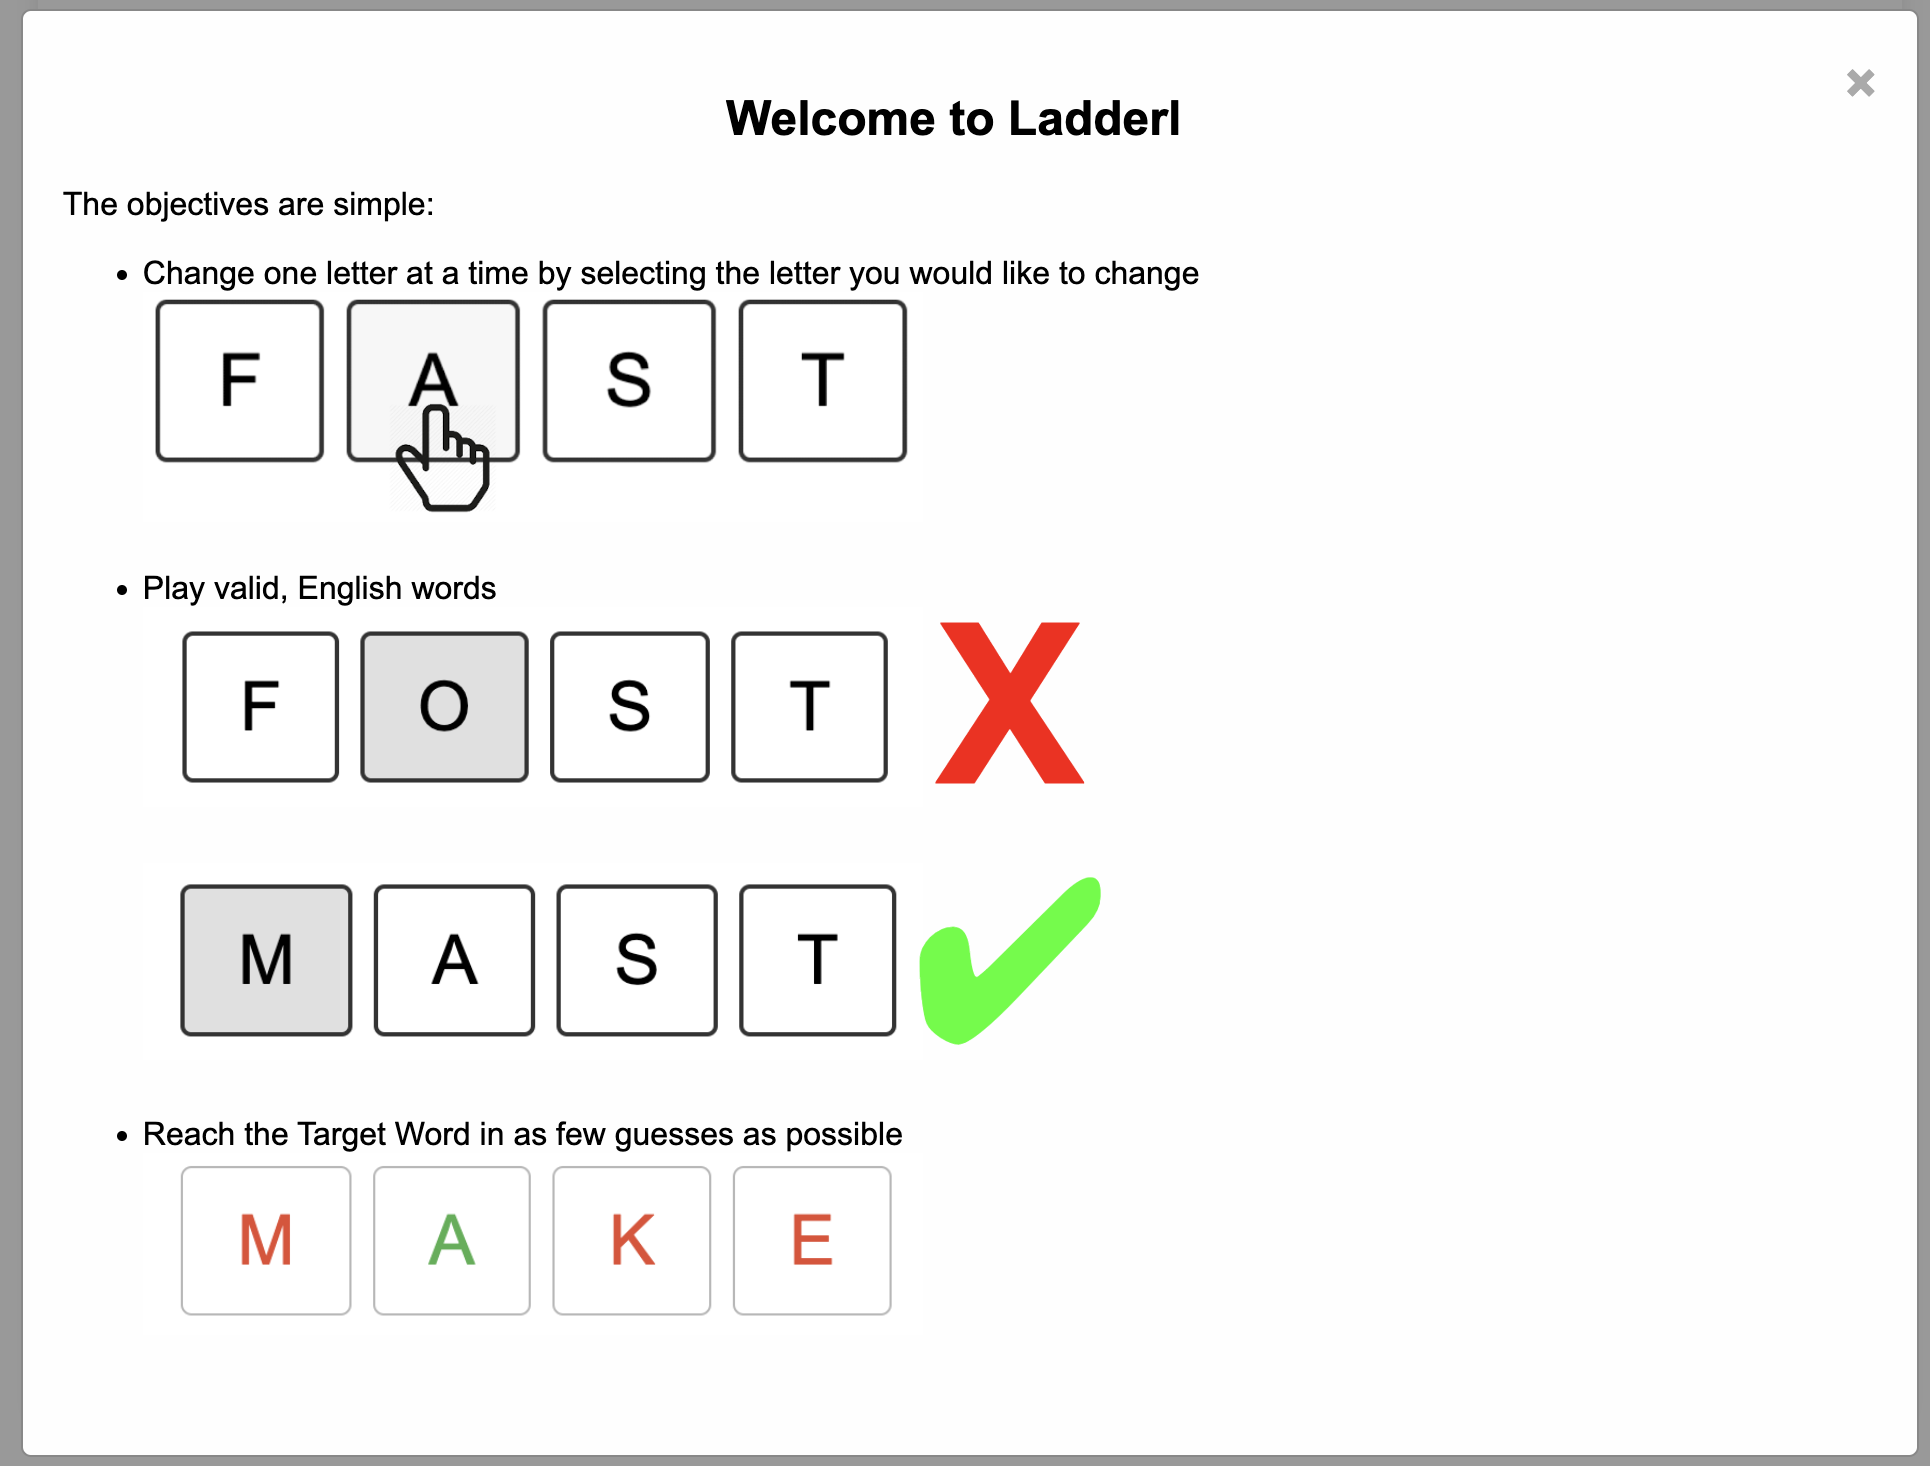 Welcome to Ladderl
The objectives are simple:
• Change one letter at a time by selecting the letter you would like to change
F A S T
• Play valid, English words
F O S T X
M A S T
• Reach the Target Word in as few guesses as possible
M A K E